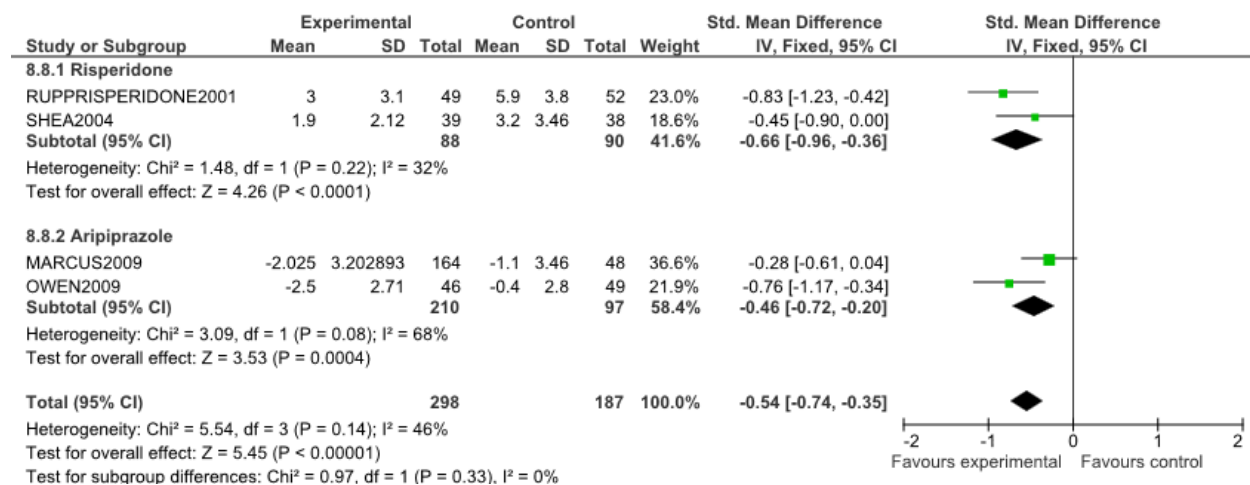 Experimental Control Std. Mean Difference Std. Mean Difference
Study or Subgroup Mean SD Total Mean SD Total Weight IV, Fixed, 95% CI IV, Fixed, 95% CI
8.8.1 Risperidone
RUPPRISPERIDONE2001 3 3.1 49 5.9 3.8 52 23.0% -0.83 [-1.23, -0.42]
SHEA2004 1.9 2.12 39 3.2 3.46 38 18.6% -0.45 [-0.90, 0.00]
Subtotal (95% CI) 88 90 41.6% -0.66 [-0.96, -0.36]
Heterogeneity: Chi² = 1.48, df = 1 (P = 0.22); I² = 32%
Test for overall effect: Z = 4.26 (P < 0.0001)
8.8.2 Aripiprazole
MARCUS2009 -2.025 3.202893 164 -1.1 3.46 48 36.6% -0.28 [-0.61, 0.04]
OWEN2009 -2.5 2.71 46 -0.4 2.8 49 21.9% -0.76 [-1.17, -0.34]
Subtotal (95% CI) 210 97 58.4% -0.46 [-0.72, -0.20]
Heterogeneity: Chi² = 3.09, df = 1 (P = 0.08); I² = 68%
Test for overall effect: Z = 3.53 (P = 0.0004)
Total (95% CI) 298 187 100.0% -0.54 [-0.74, -0.35]
Heterogeneity: Chi² = 5.54, df = 3 (P = 0.14); I² = 46%
Test for overall effect: Z = 5.45 (P < 0.00001)
Test for subgroup differences: Chi² = 0.97, df = 1 (P = 0.33), I² = 0%
-2 -1 0 1 2
Favours experimental Favours control